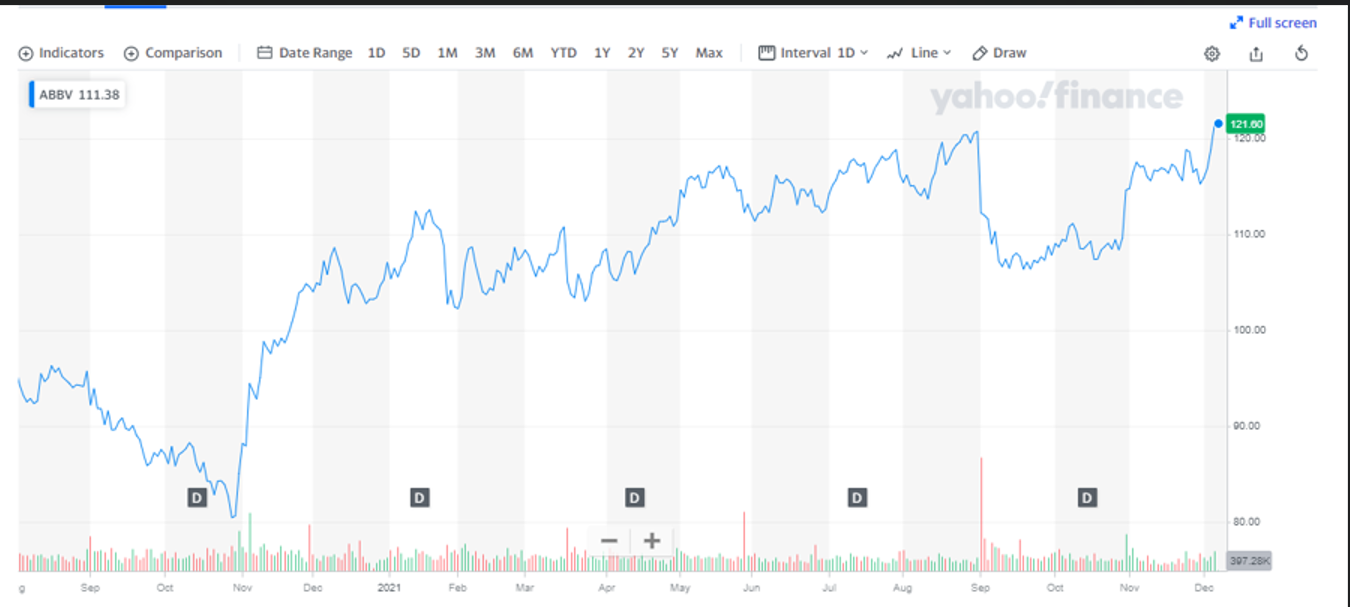 Full screen
Indicators Comparison Date Range 1D 5D 1M 3M 6M YTD 1Y 2Y 5Y Max Interval 1D Line Draw
ABBV 111.38
yahoo!finance
121.60
120.00
110.00
100.00
90.00
D D D D D
80.00
397.28K
g Sep Oct Nov Dec 2021 Feb Mar Apr May Jun Jul Aug Sep Oct Nov Dec